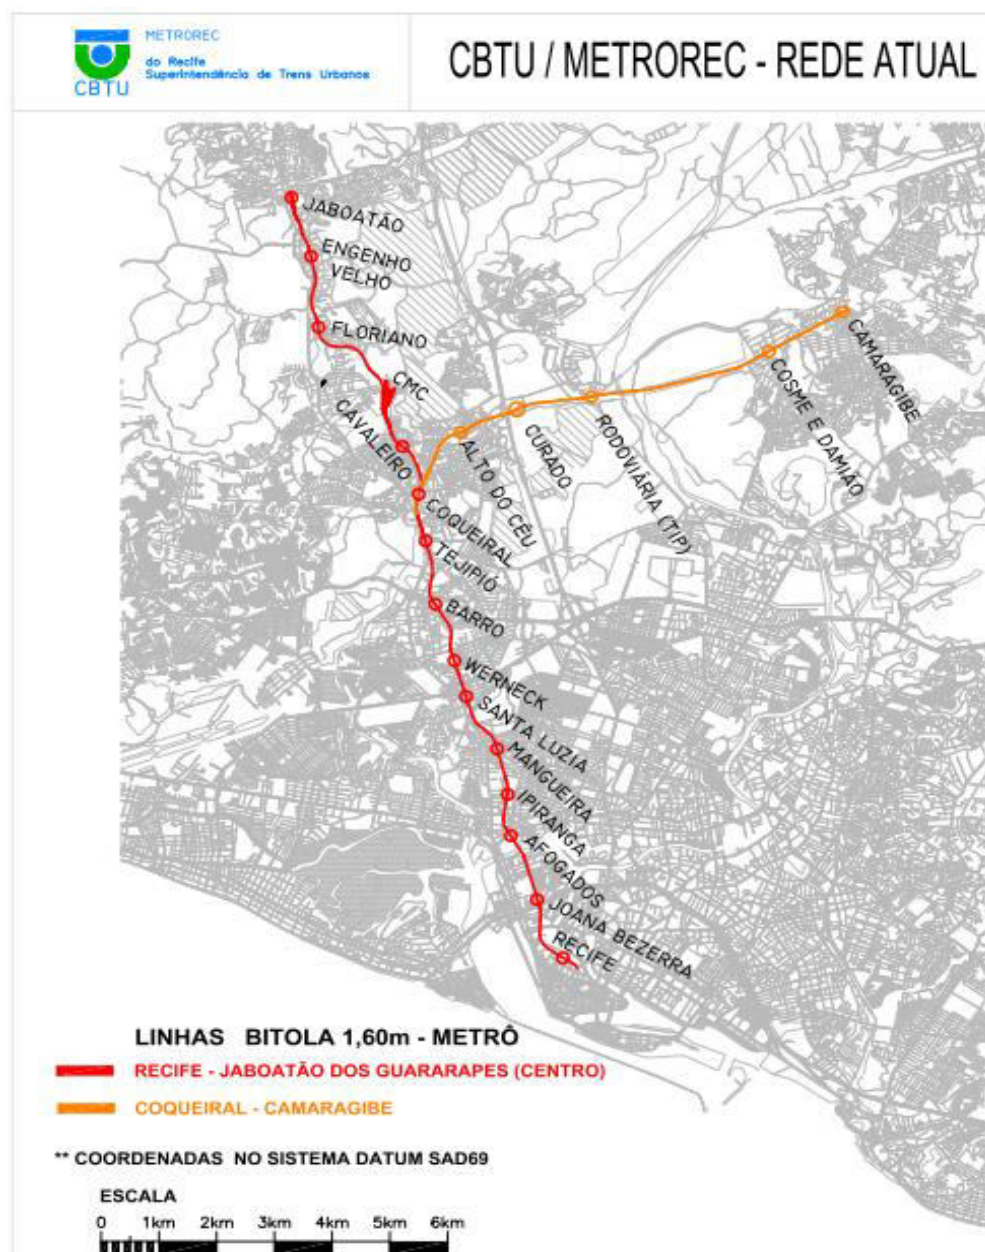 METROREC
do Recife
Superintendência de Trens Urbanos
CBTU
CBTU / METROREC - REDE ATUAL
JABOATÃO
ENGENHO
VELHO
FLORIANO
CMC
CAVALEIRO
COQUEIRAL
ALTO DO CÉU
CURADO
RODOVIÁRIA (TIP)
COSME E DAMIÃO
CAMARAGIBE
TEJIPIÓ
BARRO
WERNECK
SANTA LUZIA
MANGUEIRA
IPIRANGA
AFOGADOS
JOANA BEZERRA
RECIFE
LINHAS BITOLA 1,60m - METRÔ
RECIFE - JABOATÃO DOS GUARARAPES (CENTRO)
COQUEIRAL - CAMARAGIBE
** COORDENADAS NO SISTEMA DATUM SAD69
ESCALA
0 1km 2km 3km 4km 5km 6km